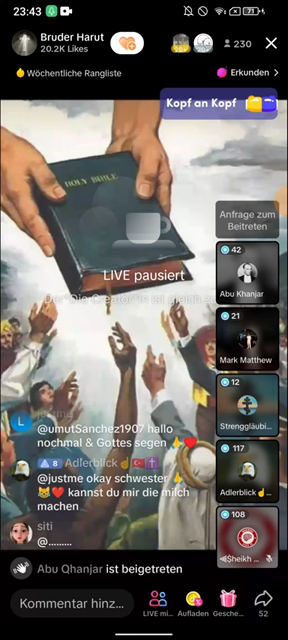 23:43
71
Bruder Harut
20.2K Likes
230
Wöchentliche Rangliste
Erkunden >
Kopf an Kopf
HOLY BIBLE
LIVE pausiert
Anfrage zum
Beitreten
42
Abu Khanjar
21
Mark Matthew
12
Strenggläubi...
117
Adlerblick☝️...
108
$heikh ...
L
@umutSanchez1907 hallo
nochmal & Gottes segen 🙏❤️
8 Adlerblick☝️🇹🇷✝️
@justme okay schwester 🙏
😼❤️ kannst du mir die milch
machen
siti
@.........
Abu Qhanjar ist beigetreten
Kommentar hinz...
LIVE mi...
Aufladen
Gesche...
52